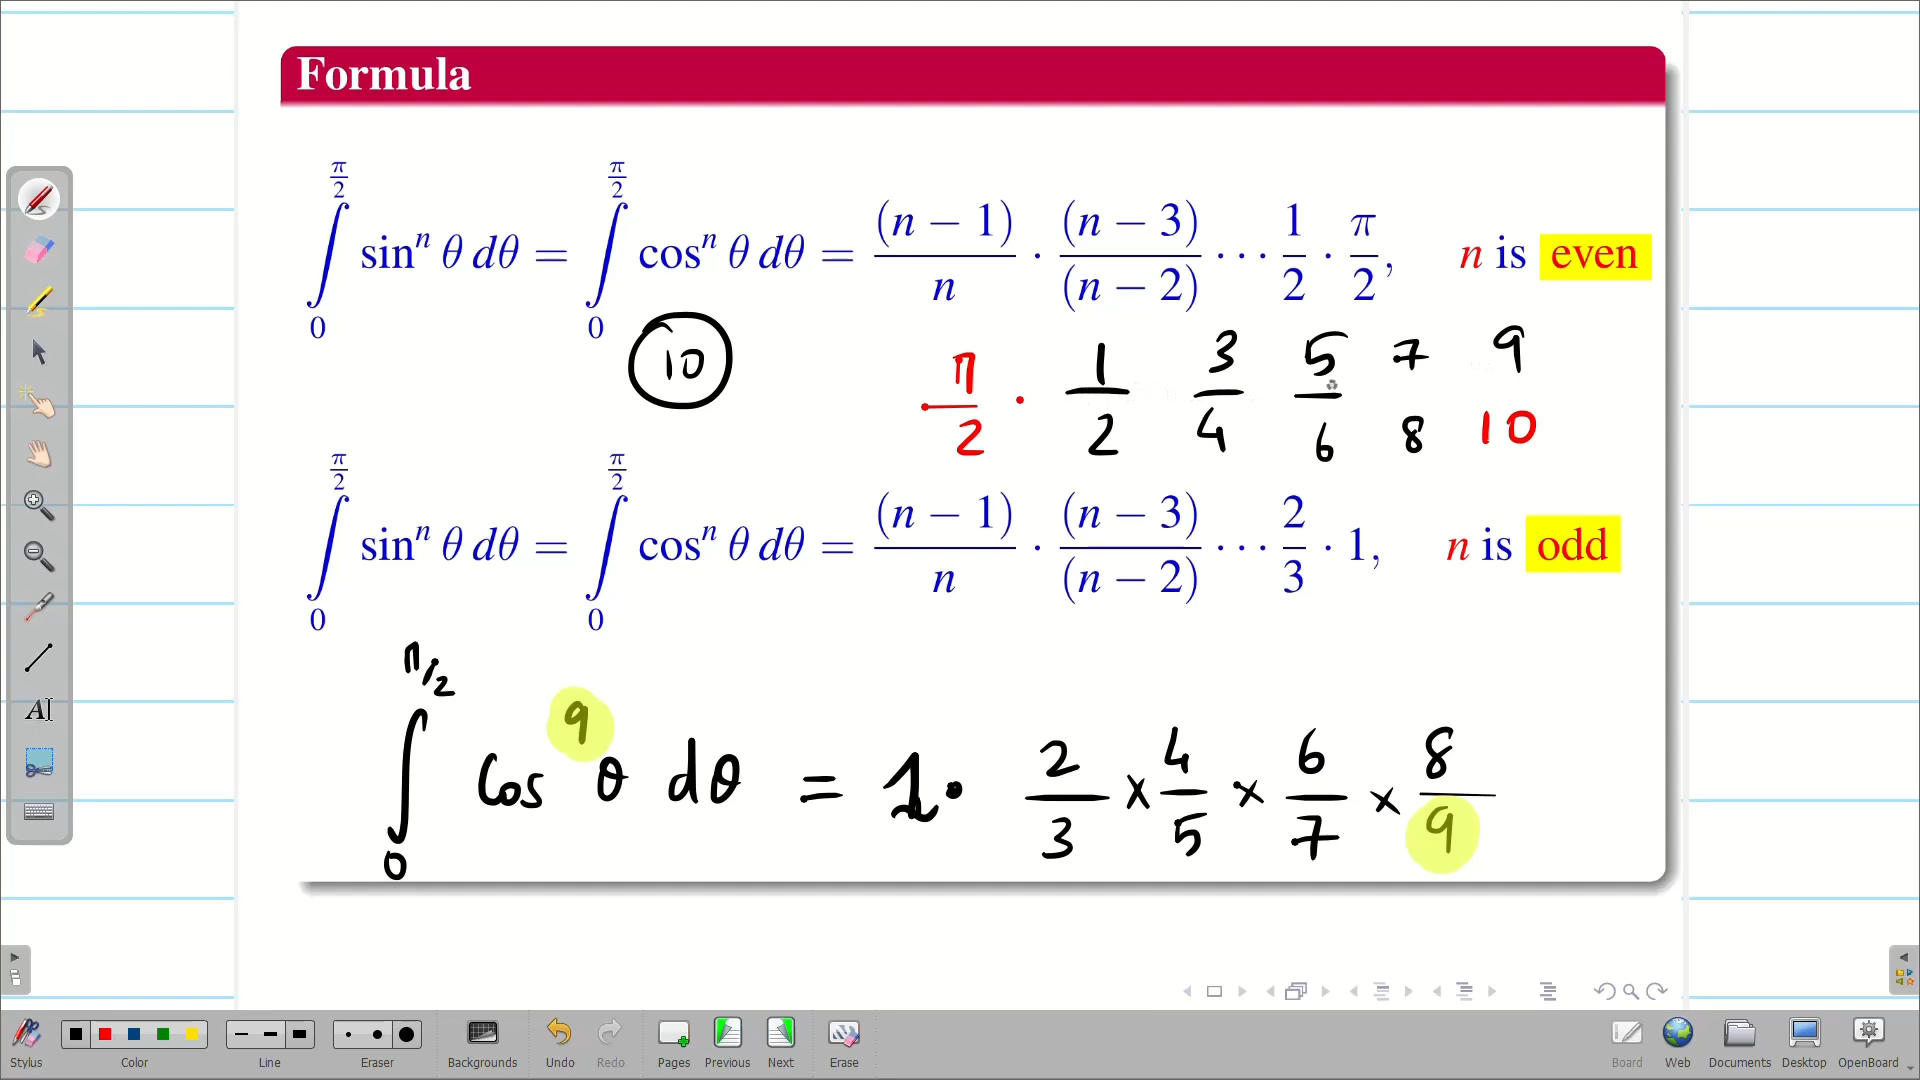 Formula
∫₀^{π/2} sinⁿ θ dθ = ∫₀^{π/2} cosⁿ θ dθ = (n − 1)/n · (n − 3)/(n − 2) ··· 1/2 · π/2, n is even
10
π/2 · 1/2 3/4 5/6 7 8 9 10
∫₀^{π/2} sinⁿ θ dθ = ∫₀^{π/2} cosⁿ θ dθ = (n − 1)/n · (n − 3)/(n − 2) ··· 2/3 · 1, n is odd
∫₀^{π/2} Cos⁹ θ dθ = 1 · 2/3 × 4/5 × 6/7 × 8/9
Stylus Color Line Eraser Backgrounds Undo Redo Pages Previous Next Erase Board Web Documents Desktop OpenBoard